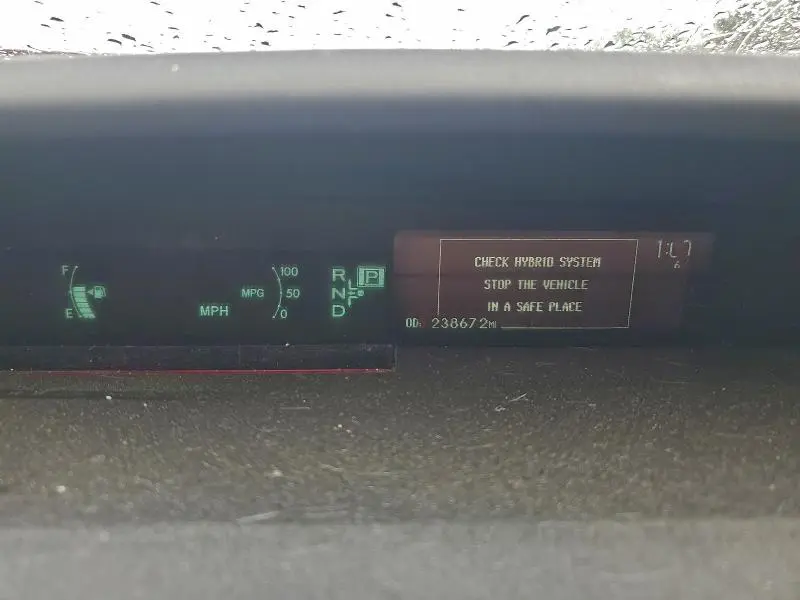 F
E
MPH
MPG
100
50
0
R
N
D
P
CHECK HYBRID SYSTEM
STOP THE VEHICLE
IN A SAFE PLACE
OD: 238672MI